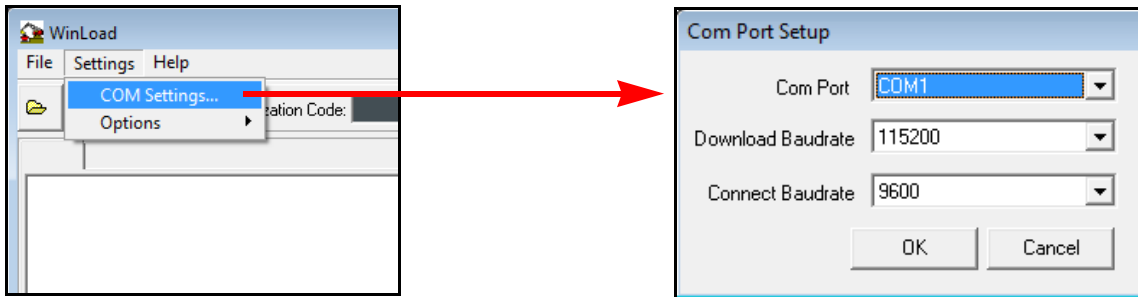 WinLoad
File Settings Help
COM Settings...
Options
zation Code:
Com Port Setup
Com Port COM1
Download Baudrate 115200
Connect Baudrate 9600
OK Cancel